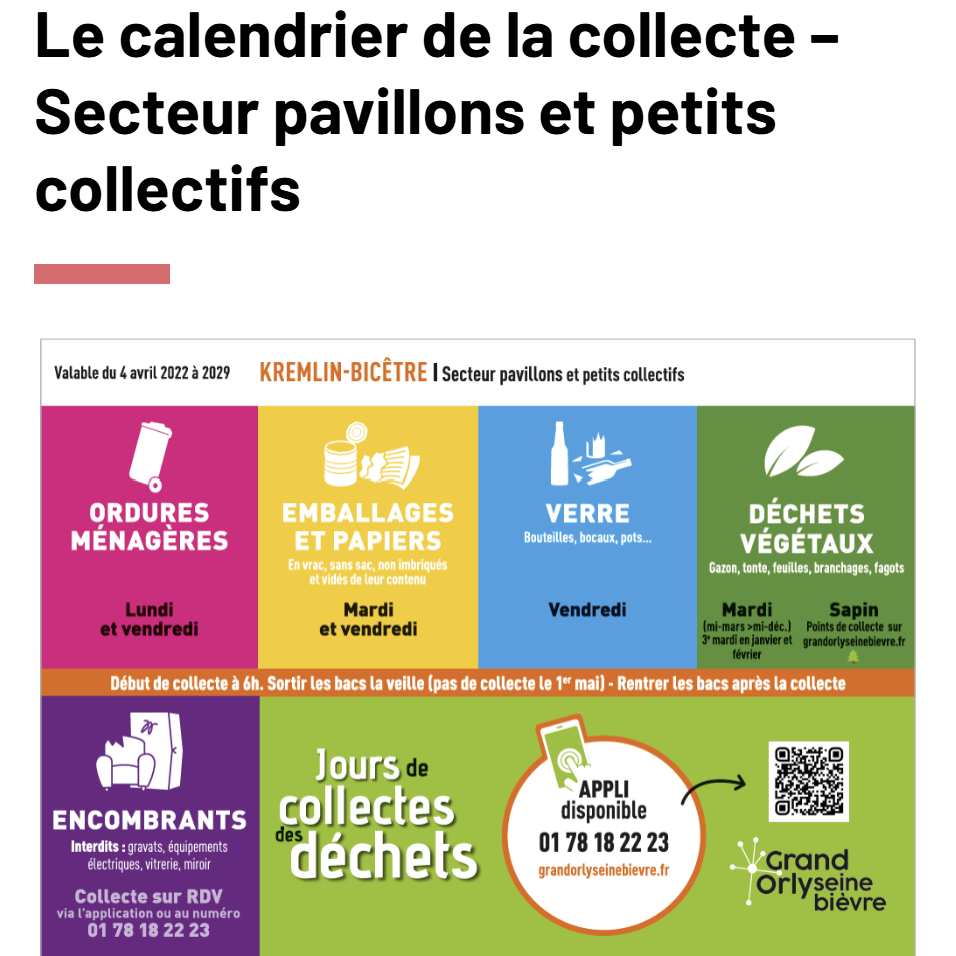 Le calendrier de la collecte –
Secteur pavillons et petits
collectifs
Valable du 4 avril 2022 à 2029
KREMLIN-BICÊTRE | Secteur pavillons et petits collectifs
ORDURES
MÉNAGÈRES
Lundi
et vendredi
EMBALLAGES
ET PAPIERS
En vrac, sans sac, non imbriqués
et vidés de leur contenu
Mardi
et vendredi
VERRE
Bouteilles, bocaux, pots...
Vendredi
DÉCHETS
VÉGÉTAUX
Gazon, tonte, feuilles, branchages, fagots
Mardi
(mi-mars >mi-déc.)
3e mardi en janvier et
février
Sapin
Points de collecte sur
grandorlyseinebievre.fr
Début de collecte à 6h. Sortir les bacs la veille (pas de collecte le 1er mai) - Rentrer les bacs après la collecte
ENCOMBRANTS
Interdits : gravats, équipements
électriques, vitrerie, miroir
Collecte sur RDV
via l'application ou au numéro
01 78 18 22 23
Jours de
collectes
des
déchets
APPLI
disponible
01 78 18 22 23
grandorlyseinebievre.fr
Grand
Orlyseine
bièvre